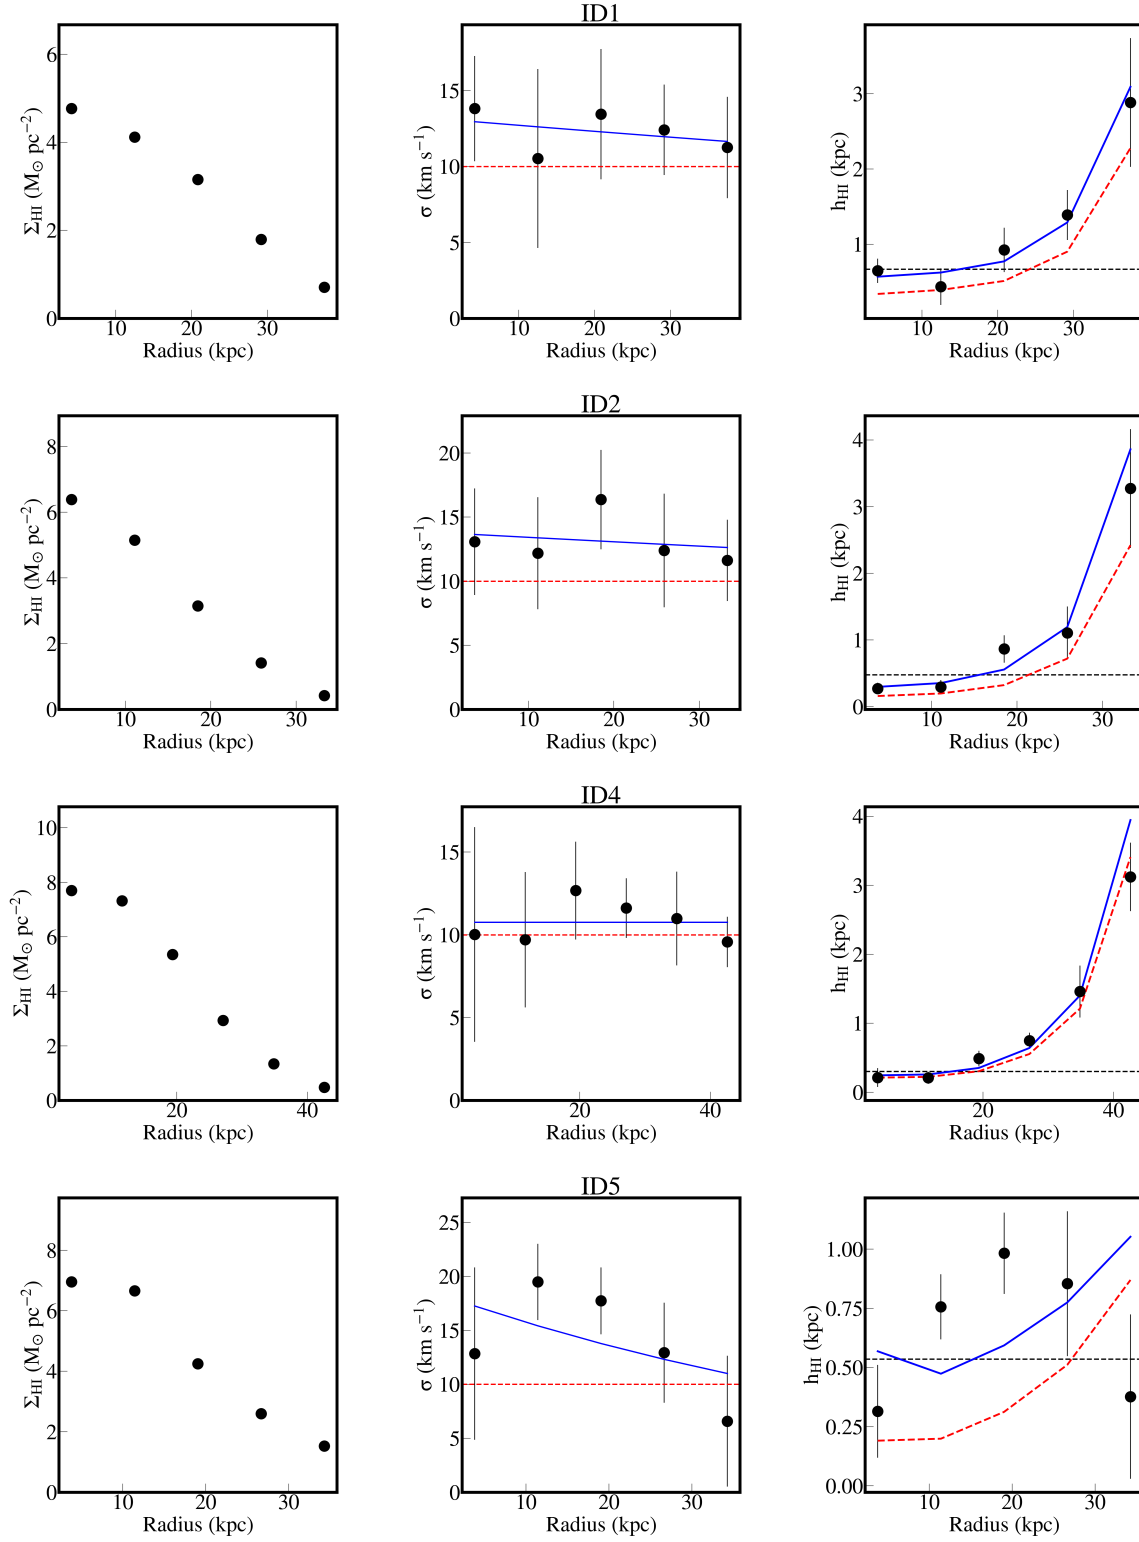 ID1
Σ_HI (M_⊙ pc⁻²)
6
4
2
0
10 20 30
Radius (kpc)
σ (km s⁻¹)
15
10
5
0
10 20 30
Radius (kpc)
h_HI (kpc)
3
2
1
10 20 30
Radius (kpc)
ID2
Σ_HI (M_⊙ pc⁻²)
8
6
4
2
0
10 20 30
Radius (kpc)
σ (km s⁻¹)
20
15
10
5
0
10 20 30
Radius (kpc)
h_HI (kpc)
4
3
2
1
0
10 20 30
Radius (kpc)
ID4
Σ_HI (M_⊙ pc⁻²)
10
8
6
4
2
0
20 40
Radius (kpc)
σ (km s⁻¹)
15
10
5
0
20 40
Radius (kpc)
h_HI (kpc)
4
3
2
1
0
20 40
Radius (kpc)
ID5
Σ_HI (M_⊙ pc⁻²)
8
6
4
2
0
10 20 30
Radius (kpc)
σ (km s⁻¹)
25
20
15
10
5
0
10 20 30
Radius (kpc)
h_HI (kpc)
1.00
0.75
0.50
0.25
0.00
10 20 30
Radius (kpc)